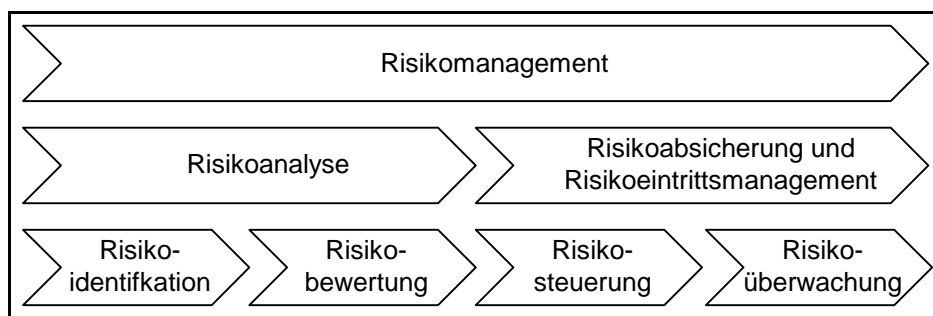 Risikomanagement
Risikoanalyse
Risikoabsicherung und
Risikoeintrittsmanagement
Risiko-
identifkation
Risiko-
bewertung
Risiko-
steuerung
Risiko-
überwachung